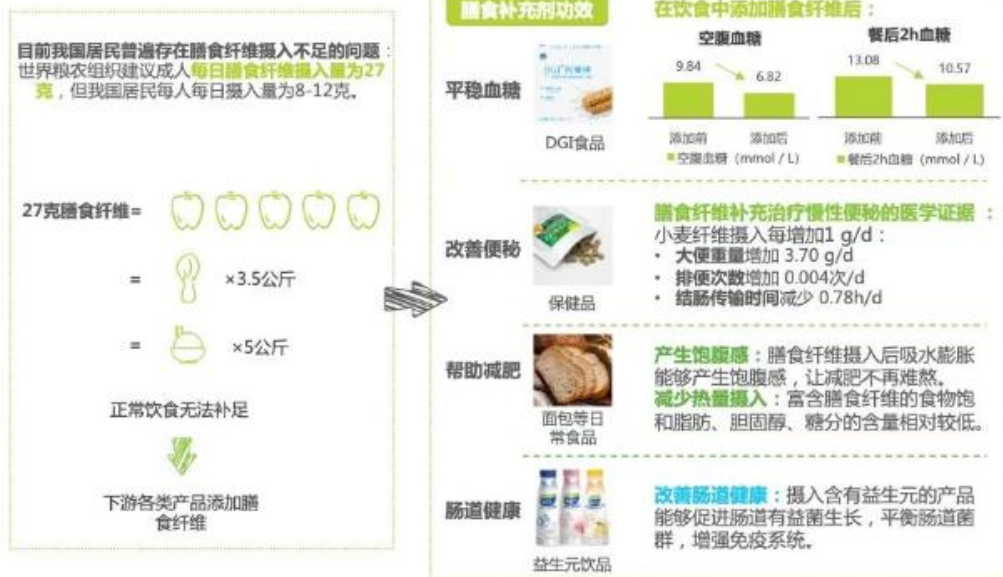 目前我国居民普遍存在膳食纤维摄入不足的问题：
世界粮农组织建议成人每日膳食纤维摄入量为27
克，但我国居民每人每日摄入量为8-12克。
27克膳食纤维=
= ×3.5公斤
= ×5公斤
正常饮食无法补足
下游各类产品添加膳
食纤维
膳食补充剂功效
平稳血糖
DGI食品
在饮食中添加膳食纤维后：
空腹血糖
9.84
6.82
添加前
添加后
空腹血糖（mmol / L）
餐后2h血糖
13.08
10.57
添加前
添加后
餐后2h血糖（mmol / L）
改善便秘
保健品
膳食纤维补充治疗慢性便秘的医学证据 ：
小麦纤维摄入每增加1 g/d：
• 大便重量增加 3.70 g/d
• 排便次数增加 0.004次/d
• 结肠传输时间减少 0.78h/d
帮助减肥
面包等日
常食品
产生饱腹感：膳食纤维摄入后吸水膨胀
能够产生饱腹感，让减肥不再难熬。
减少热量摄入：富含膳食纤维的食物饱
和脂肪、胆固醇、糖分的含量相对较低。
肠道健康
益生元饮品
改善肠道健康：摄入含有益生元的产品
能够促进肠道有益菌生长，平衡肠道菌
群，增强免疫系统。